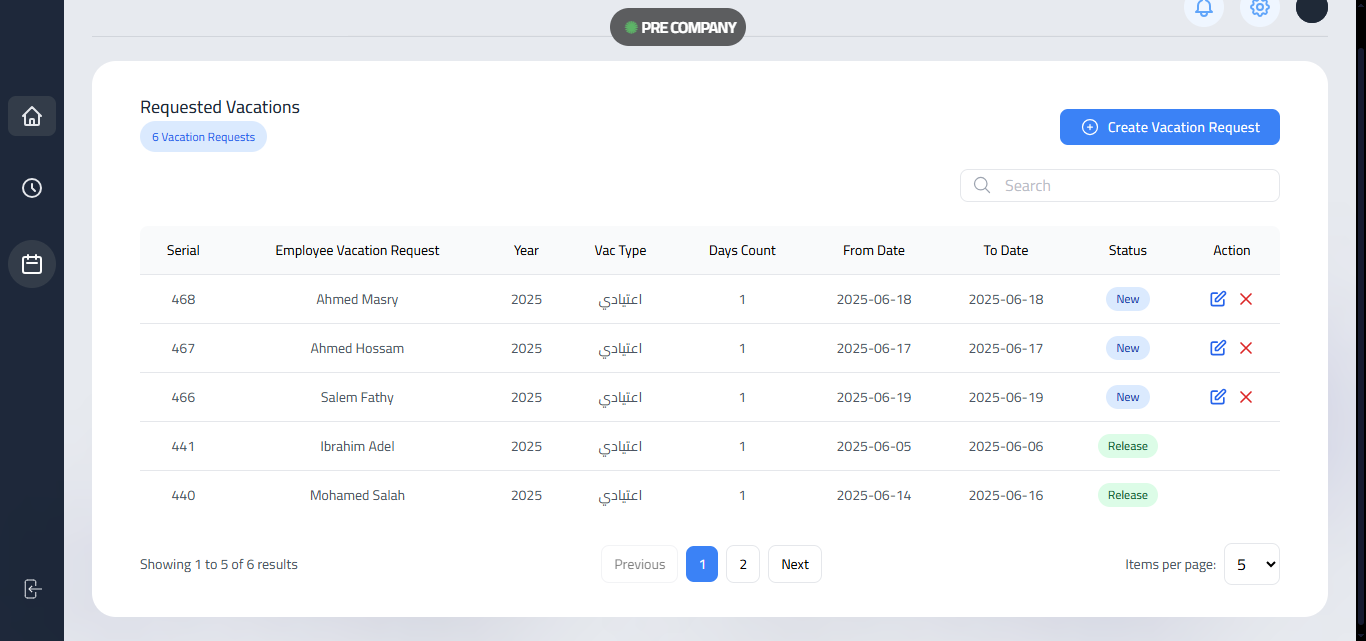 PRE COMPANY
Requested Vacations
6 Vacation Requests
Create Vacation Request
Search
Serial Employee Vacation Request Year Vac Type Days Count From Date To Date Status Action
468 Ahmed Masry 2025 اعتيادي 1 2025-06-18 2025-06-18 New
467 Ahmed Hossam 2025 اعتيادي 1 2025-06-17 2025-06-17 New
466 Salem Fathy 2025 اعتيادي 1 2025-06-19 2025-06-19 New
441 Ibrahim Adel 2025 اعتيادي 1 2025-06-05 2025-06-06 Release
440 Mohamed Salah 2025 اعتيادي 1 2025-06-14 2025-06-16 Release
Showing 1 to 5 of 6 results Previous 1 2 Next Items per page: 5